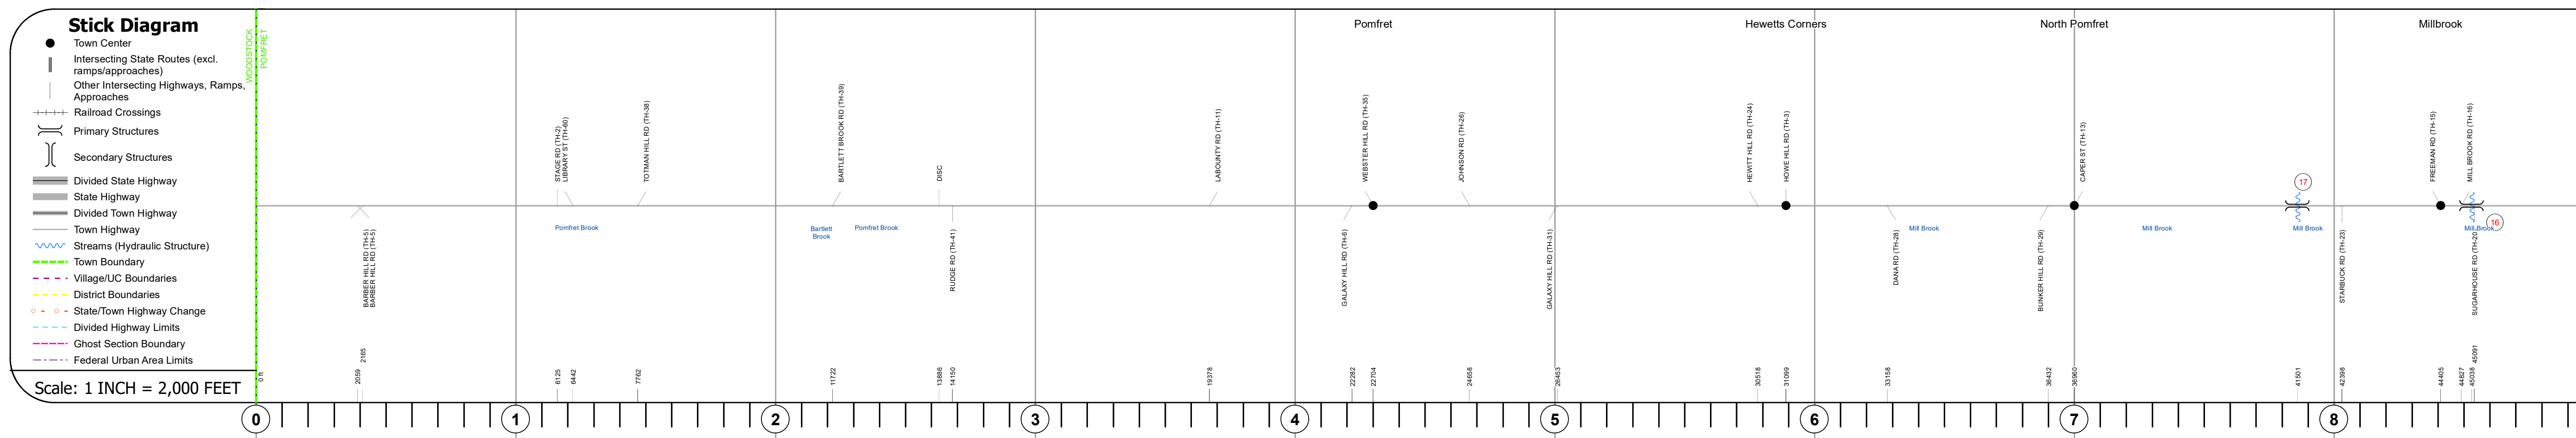 Stick Diagram
Town Center
Intersecting State Routes (excl.
ramps/approaches)
Other Intersecting Highways, Ramps,
Approaches
Railroad Crossings
Primary Structures
Secondary Structures
Divided State Highway
State Highway
Divided Town Highway
Town Highway
Streams (Hydraulic Structure)
Town Boundary
Village/UC Boundaries
District Boundaries
State/Town Highway Change
Divided Highway Limits
Ghost Section Boundary
Federal Urban Area Limits
Scale: 1 INCH = 2,000 FEET
WOODSTOCK
POMFRET
Pomfret
Hewetts Corners
North Pomfret
Millbrook
STAGE RD (TH-2)
LIBRARY ST (TH-60)
TOTMAN HILL RD (TH-38)
BARTLETT BROOK RD (TH-39)
DISC
LABOUNTY RD (TH-11)
WEBSTER HILL RD (TH-35)
JOHNSON RD (TH-26)
HEWITT HILL RD (TH-24)
HOWE HILL RD (TH-3)
CAPER ST (TH-13)
FREEMAN RD (TH-15)
MILL BROOK RD (TH-16)
17
16
Pomfret Brook
Bartlett
Brook
Pomfret Brook
Mill Brook
Mill Brook
Mill Brook
Mill Brook
BARBER HILL RD (TH-5)
BARBER HILL RD (TH-5)
RUDGE RD (TH-41)
GALAXY HILL RD (TH-6)
GALAXY HILL RD (TH-31)
DANA RD (TH-28)
BUNKER HILL RD (TH-29)
STARBUCK RD (TH-23)
SUGARHOUSE RD (TH-20)
0 ft
2059
2165
6125
6442
7762
11722
13886
14150
19378
22282
22704
24658
26453
30518
31099
33158
36432
36960
41501
42398
44405
44827
45038
45091
0
1
2
3
4
5
6
7
8